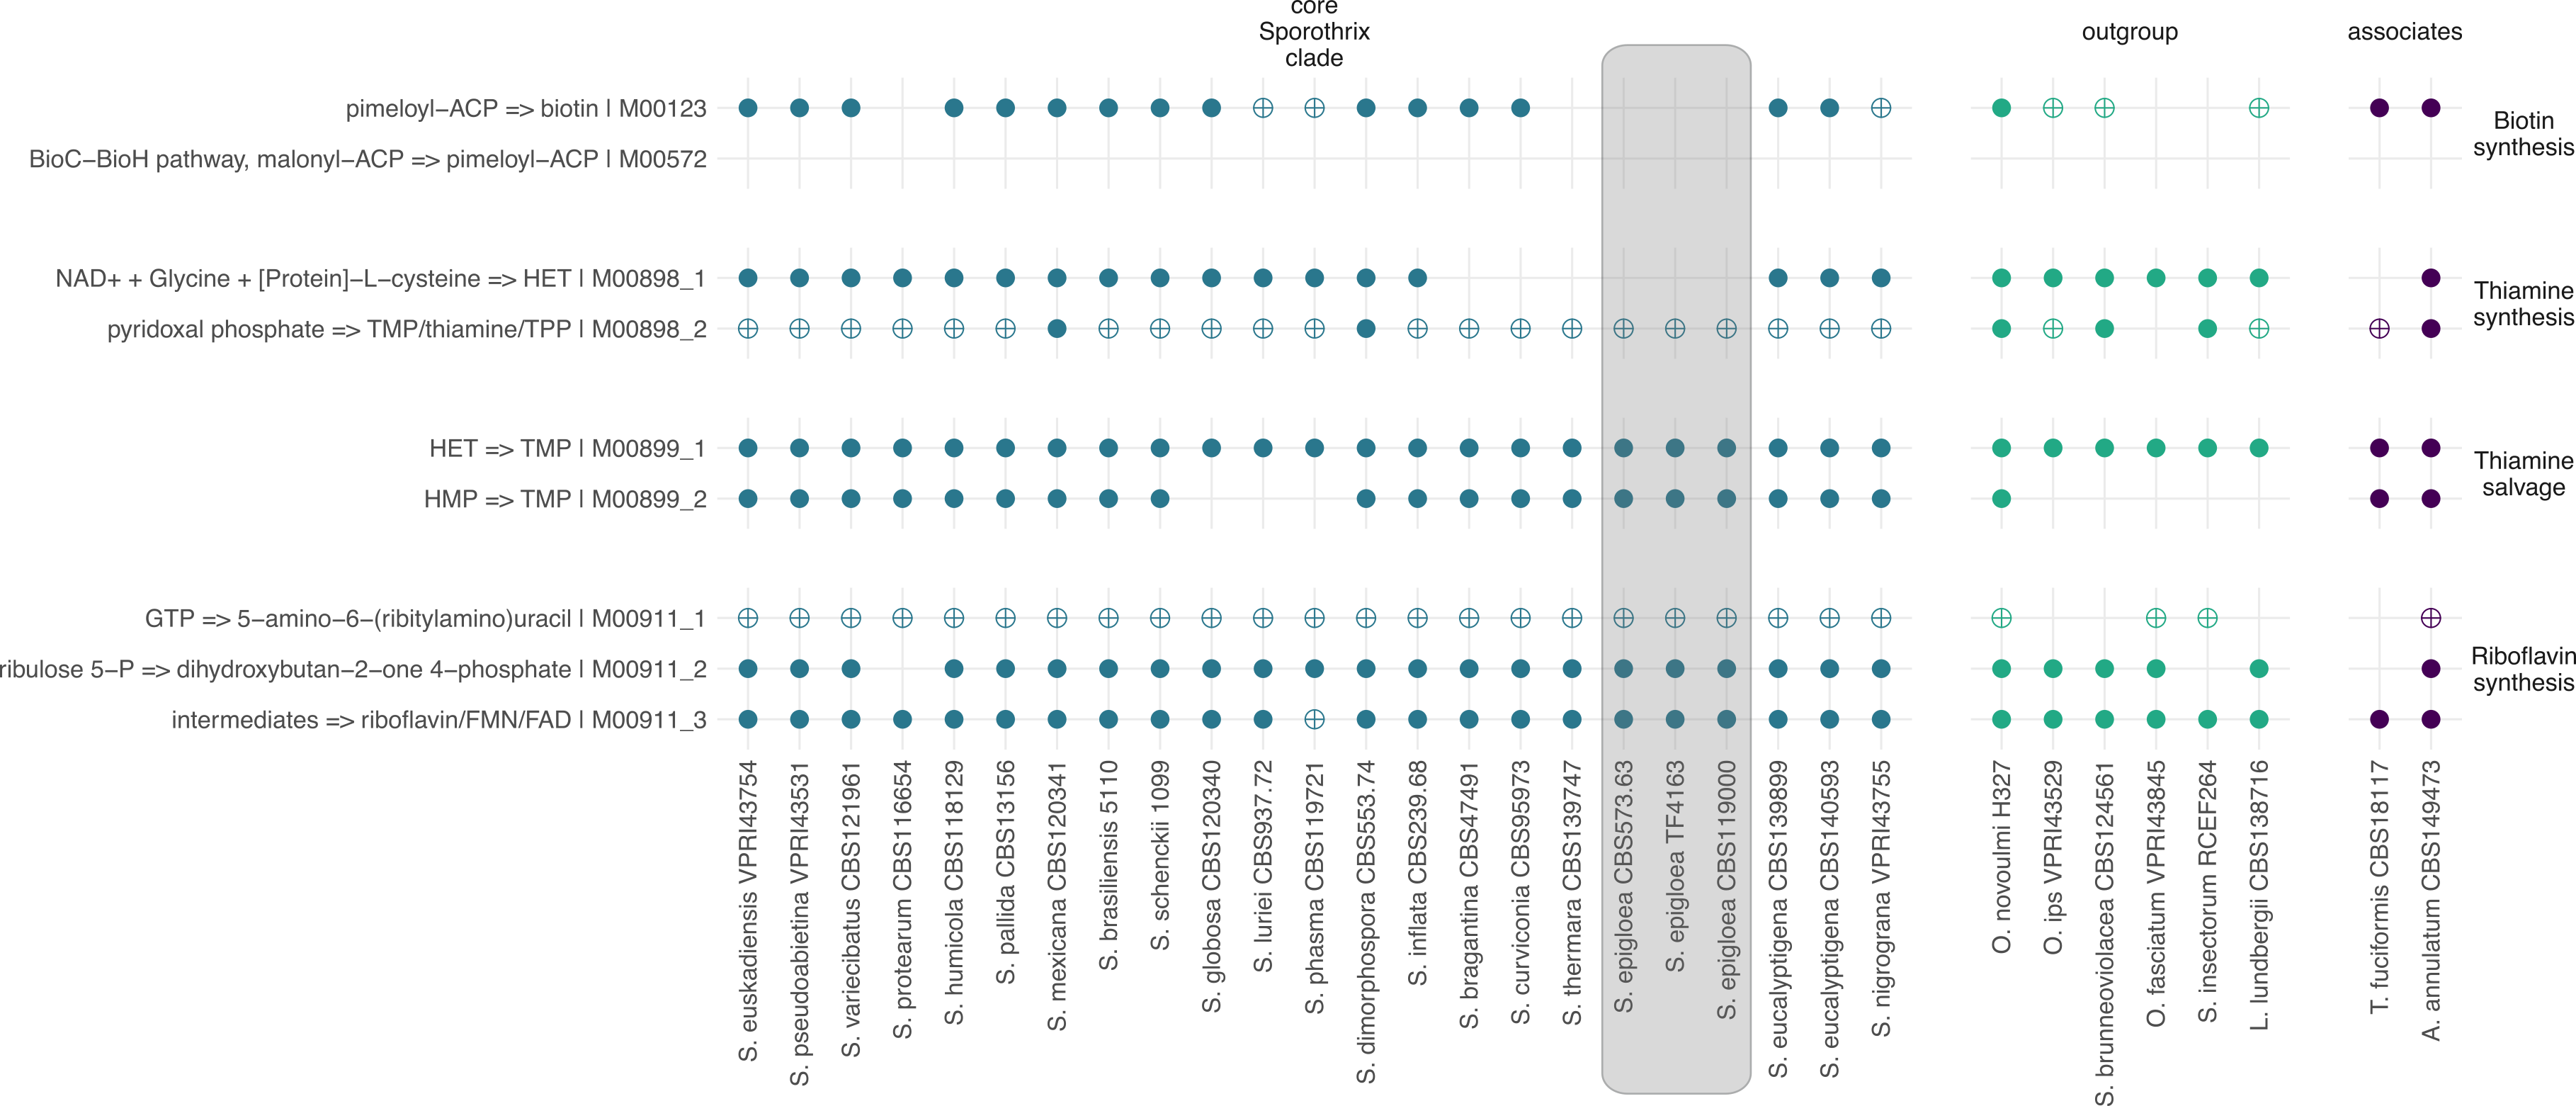 core
Sporothrix
clade
outgroup
associates
pimeloyl−ACP => biotin | M00123
BioC−BioH pathway, malonyl−ACP => pimeloyl−ACP | M00572
Biotin
synthesis
NAD+ + Glycine + [Protein]−L−cysteine => HET | M00898_1
pyridoxal phosphate => TMP/thiamine/TPP | M00898_2
Thiamine
synthesis
HET => TMP | M00899_1
HMP => TMP | M00899_2
Thiamine
salvage
GTP => 5−amino−6−(ribitylamino)uracil | M00911_1
ribulose 5−P => dihydroxybutan−2−one 4−phosphate | M00911_2
intermediates => riboflavin/FMN/FAD | M00911_3
Riboflavin
synthesis
S. euskadiensis VPRI43754
S. pseudoabietina VPRI43531
S. variecibatus CBS121961
S. protearum CBS116654
S. humicola CBS118129
S. pallida CBS13156
S. mexicana CBS120341
S. brasiliensis 5110
S. schenckii 1099
S. globosa CBS120340
S. luriei CBS937.72
S. phasma CBS119721
S. dimorphospora CBS553.74
S. inflata CBS239.68
S. bragantina CBS47491
S. curviconia CBS95973
S. thermara CBS139747
S. epigloea CBS573.63
S. epigloea TF4163
S. epigloea CBS119000
S. eucalyptigena CBS139899
S. eucalyptigena CBS140593
S. nigrograna VPRI43755
O. novoulmi H327
O. ips VPRI43529
S. brunneoviolacea CBS124561
O. fasciatum VPRI43845
S. insectorum RCEF264
L. lundbergii CBS138716
T. fuciformis CBS18117
A. annulatum CBS149473